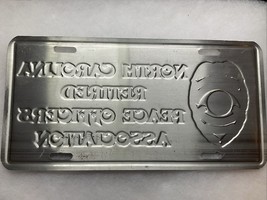 NORTH CAROLINA
RETIRED
PEACE OFFICERS
ASSOCIATION